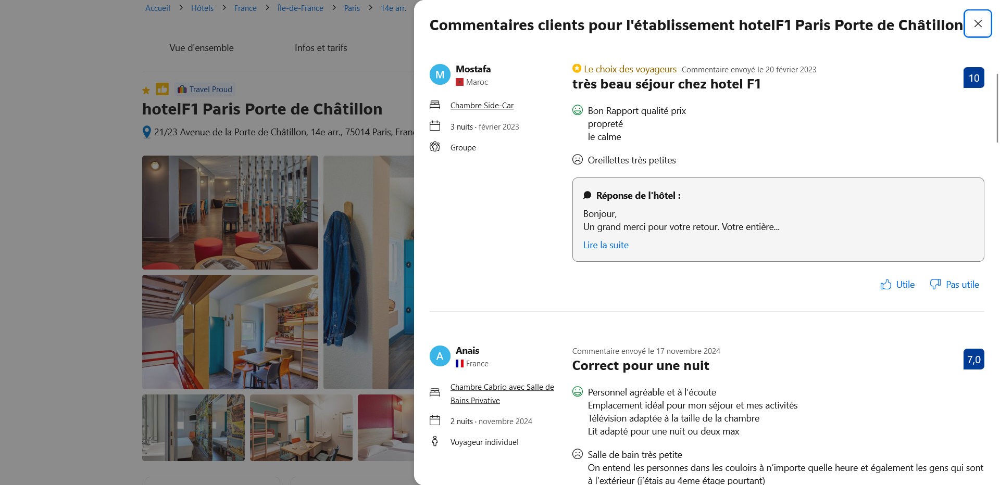 Accueil > Hôtels > France > Île-de-France > Paris > 14e arr.
Vue d'ensemble
Infos et tarifs
Travel Proud
hotelF1 Paris Porte de Châtillon
21/23 Avenue de la Porte de Châtillon, 14e arr., 75014 Paris, Fran
Commentaires clients pour l'établissement hotelF1 Paris Porte de Châtillon
M
Mostafa
Maroc
Chambre Side-Car
3 nuits · février 2023
Groupe
Le choix des voyageurs Commentaire envoyé le 20 février 2023
très beau séjour chez hotel F1
10
Bon Rapport qualité prix
propreté
le calme
Oreillettes très petites
Réponse de l'hôtel :
Bonjour,
Un grand merci pour votre retour. Votre entière...
Lire la suite
Utile
Pas utile
A
Anais
France
Chambre Cabrio avec Salle de
Bains Privative
2 nuits · novembre 2024
Voyageur individuel
Commentaire envoyé le 17 novembre 2024
Correct pour une nuit
7,0
Personnel agréable et à l’écoute
Emplacement idéal pour mon séjour et mes activités
Télévision adaptée à la taille de la chambre
Lit adapté pour une nuit ou deux max
Salle de bain très petite
On entend les personnes dans les couloirs à n’importe quelle heure et également les gens qui sont
à l’extérieur (j’étais au 4eme étage pourtant)